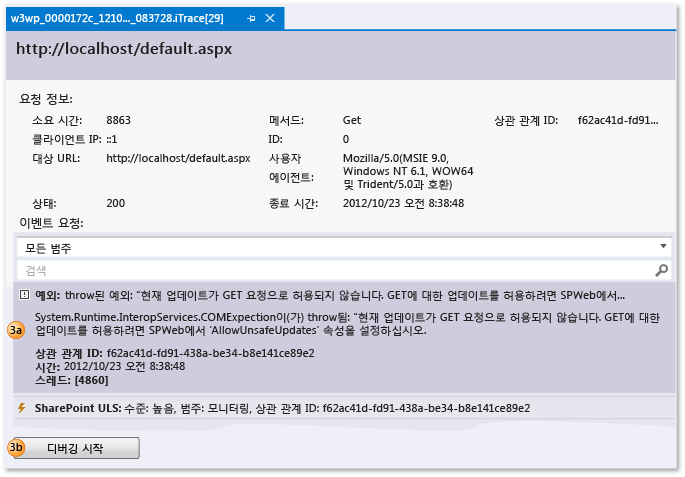 w3wp_0000172c_1210..._083728.iTrace[29]
http://localhost/default.aspx
요청 정보:
소요 시간: 8863 메서드: Get 상관 관계 ID: f62ac41d-fd91...
클라이언트 IP: ::1 ID: 0
대상 URL: http://localhost/default.aspx 사용자 Mozilla/5.0(MSIE 9.0,
에이전트: Windows NT 6.1, WOW64
및 Trident/5.0과 호환)
상태: 200 종료 시간: 2012/10/23 오전 8:38:48
이벤트 요청:
모든 범주
검색
예외: throw된 예외: "현재 업데이트가 GET 요청으로 허용되지 않습니다. GET에 대한 업데이트를 허용하려면 SPWeb에서...
3a
System.Runtime.InteropServices.COMExpection이(가) throw됨: "현재 업데이트가 GET 요청으로 허용되지 않습니다. GET에 대한
업데이트를 허용하려면 SPWeb에서 'AllowUnsafeUpdates' 속성을 설정하십시오.
상관 관계 ID: f62ac41d-fd91-438a-be34-b8e141ce89e2
시간: 2012/10/23 오전 8:38:48
스레드: [4860]
SharePoint ULS: 수준: 높음, 범주: 모니터링, 상관 관계 ID: f62ac41d-fd91-438a-be34-b8e141ce89e2
3b 디버깅 시작